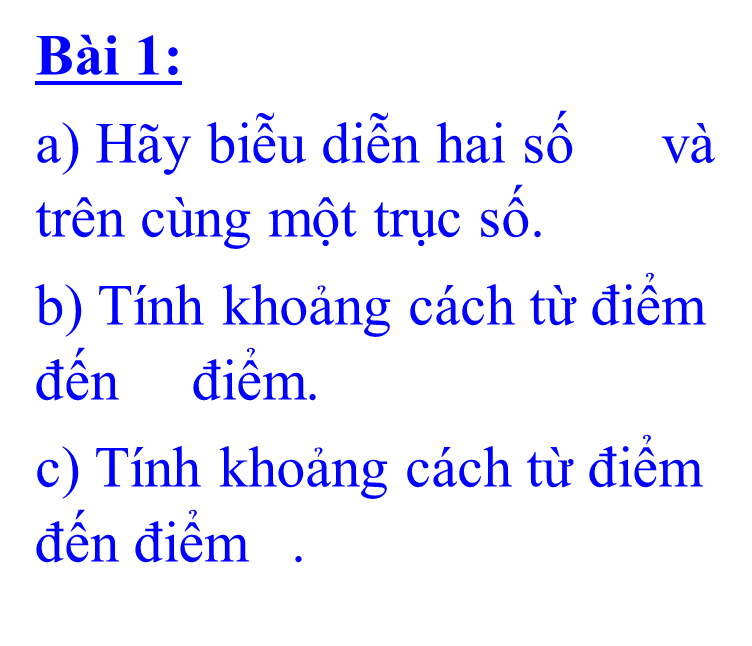 Bài 1:
a) Hãy biễu diễn hai số và
trên cùng một trục số.
b) Tính khoảng cách từ điểm
đến điểm.
c) Tính khoảng cách từ điểm
đến điểm .